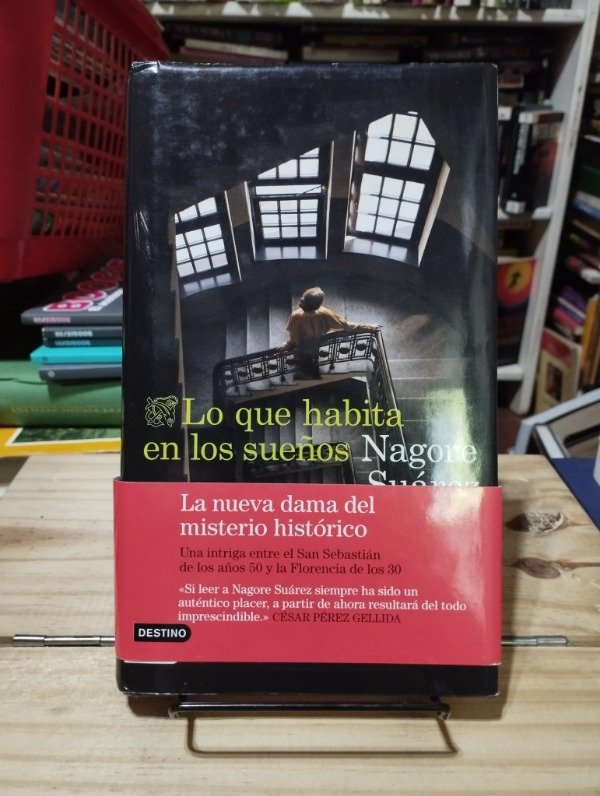 Lo que habita
en los sueños Nagore
Suárez
La nueva dama del
misterio histórico
Una intriga entre el San Sebastián
de los años 50 y la Florencia de los 30
«Si leer a Nagore Suárez siempre ha sido un
auténtico placer, a partir de ahora resultará del todo
imprescindible.» CÉSAR PÉREZ GELLIDA
DESTINO